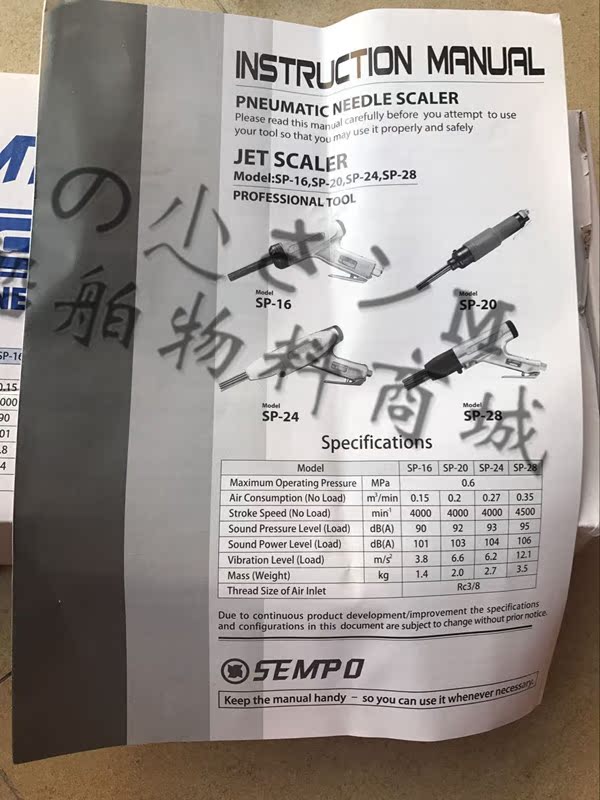 INSTRUCTION MANUAL
PNEUMATIC NEEDLE SCALER
Please read this manual carefully before you attempt to use
your tool so that you may use it properly and safely
JET SCALER
Model:SP-16,SP-20,SP-24,SP-28
PROFESSIONAL TOOL
Model
SP-16
Model
SP-20
Model
SP-24
Model
SP-28
舶物料商城
Specifications
Model SP-16 SP-20 SP-24 SP-28
Maximum Operating Pressure MPa 0.6
Air Consumption (No Load) m³/min 0.15 0.2 0.27 0.35
Stroke Speed (No Load) min⁻¹ 4000 4000 4000 4500
Sound Pressure Level (Load) dB(A) 90 92 93 95
Sound Power Level (Load) dB(A) 101 103 104 106
Vibration Level (Load) m/s² 3.8 6.6 6.2 12.1
Mass (Weight) kg 1.4 2.0 2.7 3.5
Thread Size of Air Inlet Rc3/8
Due to continuous product development/improvement the specifications
and configurations in this document are subject to change without prior notice.
SEMPO
Keep the manual handy – so you can use it whenever necessary.
SP-16
0.15
000
90
01
.8
4